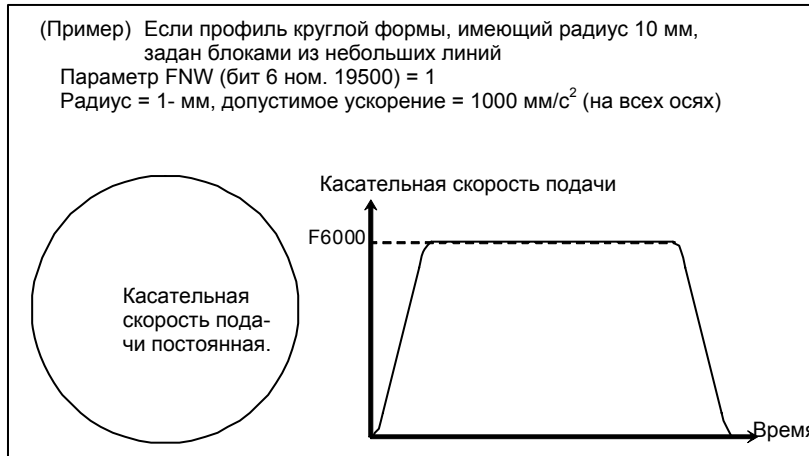 (Пример) Если профиль круглой формы, имеющий радиус 10 мм,
задан блоками из небольших линий
Параметр FNW (бит 6 ном. 19500) = 1
Радиус = 1- мм, допустимое ускорение = 1000 мм/с² (на всех осях)
Касательная скорость подачи
F6000
Касательная
скорость пода-
чи постоянная.
Время